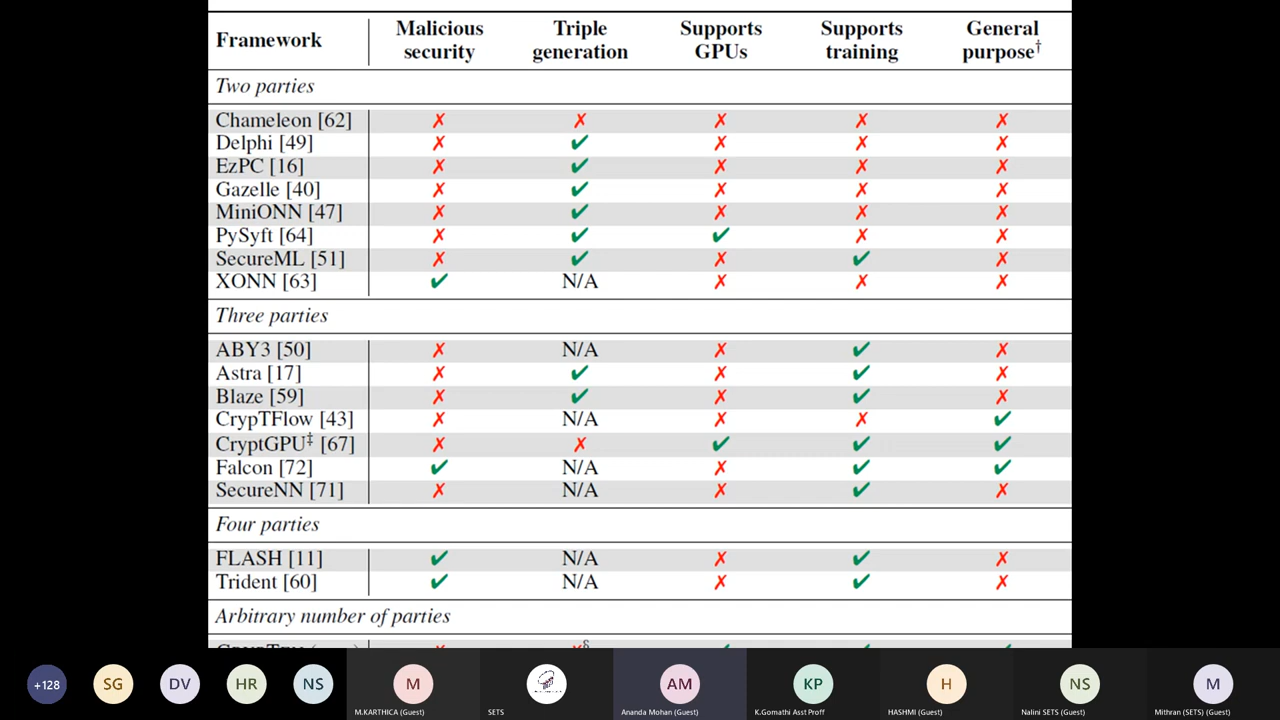 Framework Malicious security Triple generation Supports GPUs Supports training General purpose†
Two parties
Chameleon [62] ✗ ✗ ✗ ✗ ✗
Delphi [49] ✗ ✓ ✗ ✗ ✗
EzPC [16] ✗ ✓ ✗ ✗ ✗
Gazelle [40] ✗ ✓ ✗ ✗ ✗
MiniONN [47] ✗ ✓ ✗ ✗ ✗
PySyft [64] ✗ ✓ ✓ ✗ ✗
SecureML [51] ✗ ✓ ✗ ✓ ✗
XONN [63] ✓ N/A ✗ ✗ ✗
Three parties
ABY3 [50] ✗ N/A ✗ ✓ ✗
Astra [17] ✗ ✓ ✗ ✓ ✗
Blaze [59] ✗ ✓ ✗ ✓ ✗
CrypTFlow [43] ✗ N/A ✗ ✗ ✓
CryptGPU‡ [67] ✗ ✗ ✓ ✓ ✓
Falcon [72] ✓ N/A ✗ ✓ ✓
SecureNN [71] ✗ N/A ✗ ✓ ✗
Four parties
FLASH [11] ✓ N/A ✗ ✓ ✗
Trident [60] ✓ N/A ✗ ✓ ✗
Arbitrary number of parties
+128 SG DV HR NS M AM KP H NS M
M.KARTHICA (Guest) SETS Ananda Mohan (Guest) K.Gomathi Asst Proff HASHMI (Guest) Nalini SETS (Guest) Mithran (SETS) (Guest)